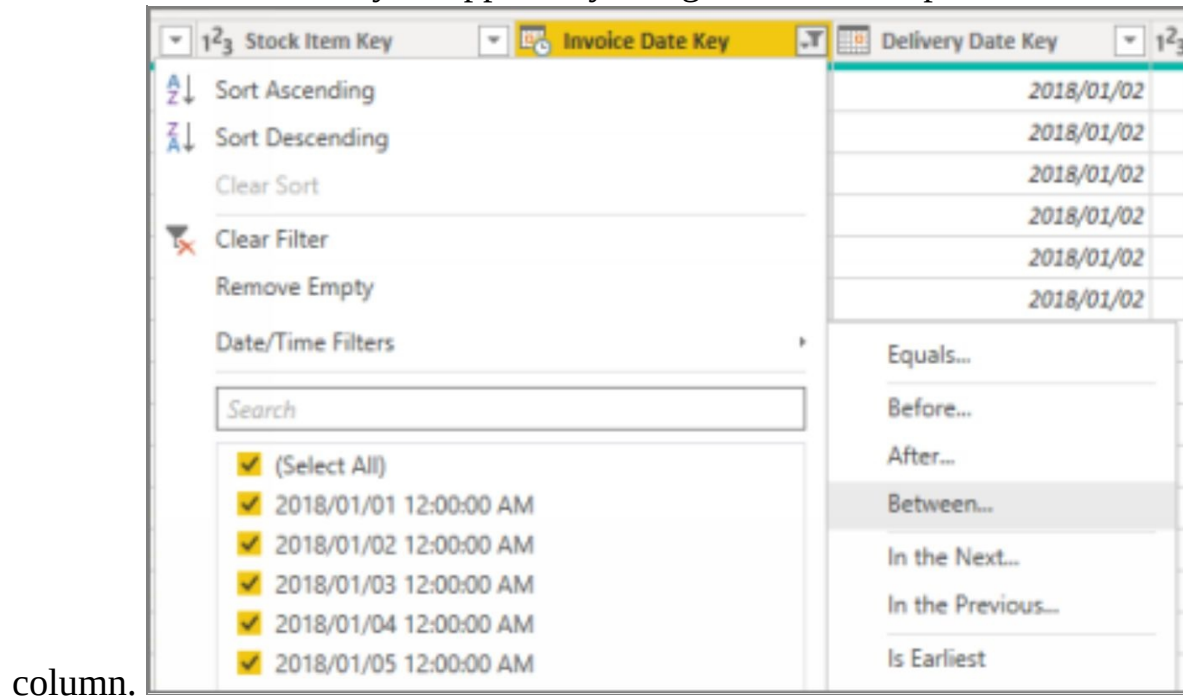 1²3 Stock Item Key Invoice Date Key Delivery Date Key 1²3
Sort Ascending 2018/01/02
Sort Descending 2018/01/02
Clear Sort 2018/01/02
2018/01/02
Clear Filter 2018/01/02
Remove Empty 2018/01/02
Date/Time Filters
Equals...
Search
Before...
(Select All)
After...
2018/01/01 12:00:00 AM
Between...
2018/01/02 12:00:00 AM
In the Next...
2018/01/03 12:00:00 AM
In the Previous...
2018/01/04 12:00:00 AM
Is Earliest
2018/01/05 12:00:00 AM
column.